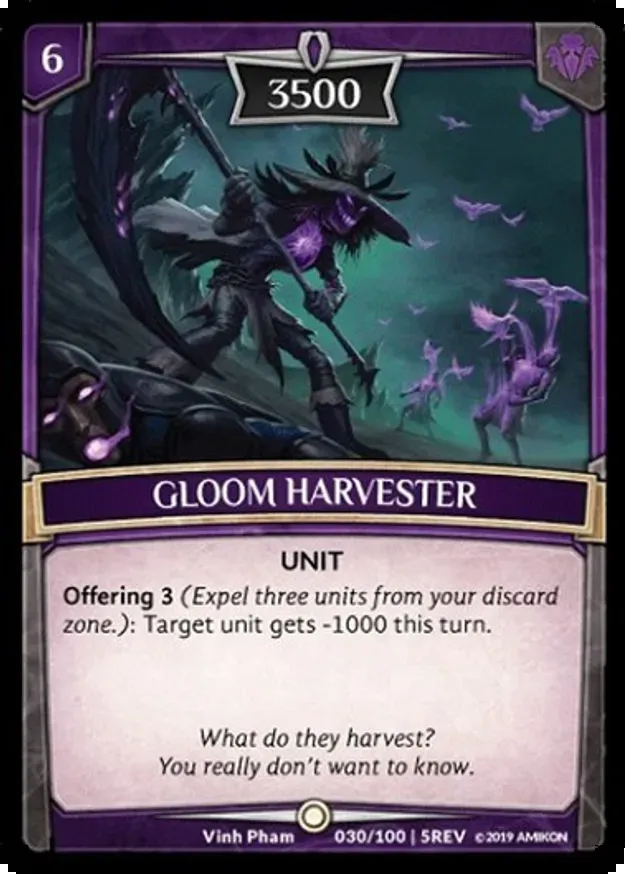 6
3500
GLOOM HARVESTER
UNIT
Offering 3 (Expel three units from your discard
zone.): Target unit gets -1000 this turn.
What do they harvest?
You really don't want to know.
Vinh Pham 030/100 | 5REV ©2019 AMIKON